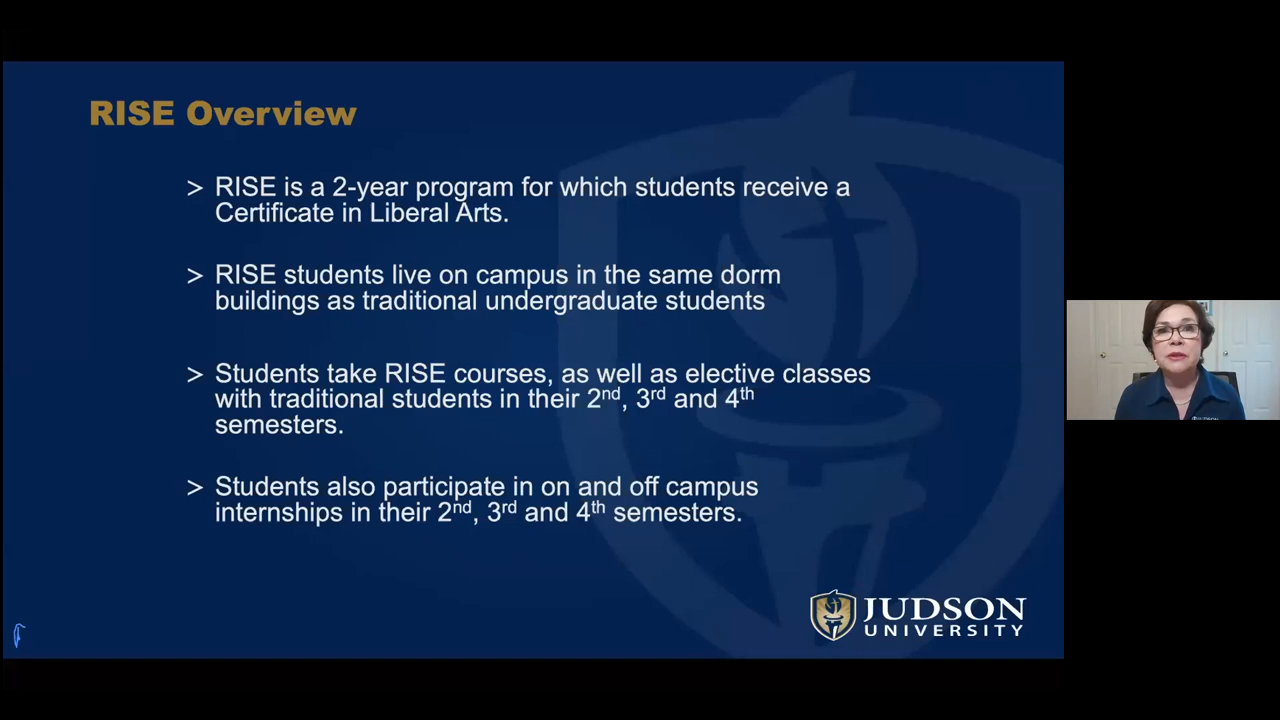 RISE Overview
> RISE is a 2-year program for which students receive a
Certificate in Liberal Arts.
> RISE students live on campus in the same dorm
buildings as traditional undergraduate students
> Students take RISE courses, as well as elective classes
with traditional students in their 2nd, 3rd and 4th
semesters.
> Students also participate in on and off campus
internships in their 2nd, 3rd and 4th semesters.
JUDSON
UNIVERSITY